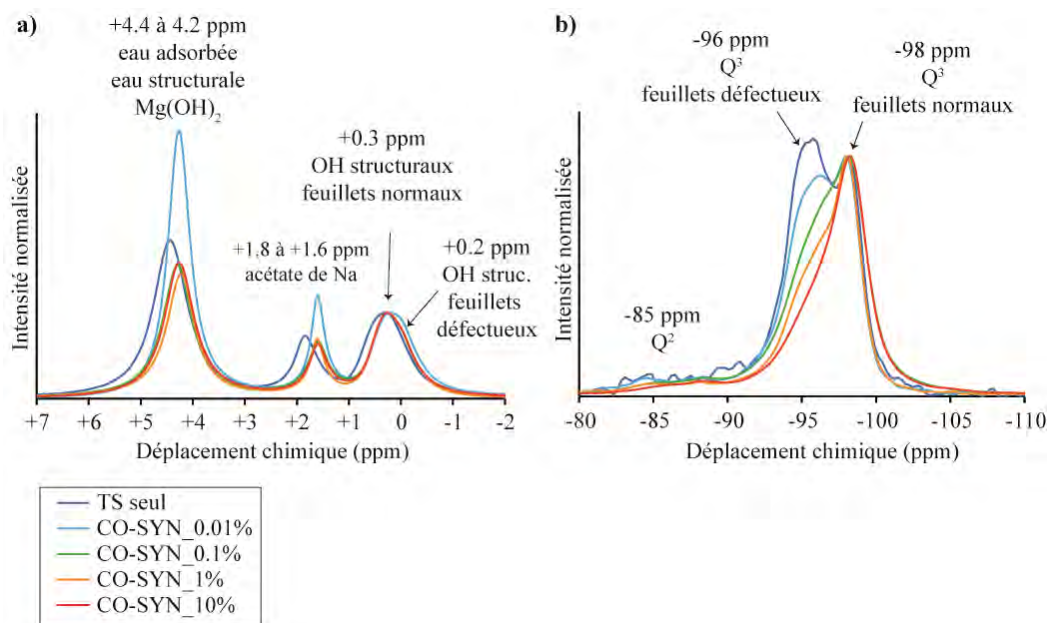 a)
+4.4 à 4.2 ppm
eau adsorbée
eau structurale
Mg(OH)2
+0.3 ppm
OH structuraux
feuillets normaux
+1.8 à +1.6 ppm
acétate de Na
+0.2 ppm
OH struc.
feuillets
défectueux
Intensité normalisée
+7 +6 +5 +4 +3 +2 +1 0 -1 -2
Déplacement chimique (ppm)
b)
-96 ppm
Q3
feuillets défectueux
-98 ppm
Q3
feuillets normaux
-85 ppm
Q2
Intensité normalisée
-80 -85 -90 -95 -100 -105 -110
Déplacement chimique (ppm)
TS seul
CO-SYN_0.01%
CO-SYN_0.1%
CO-SYN_1%
CO-SYN_10%